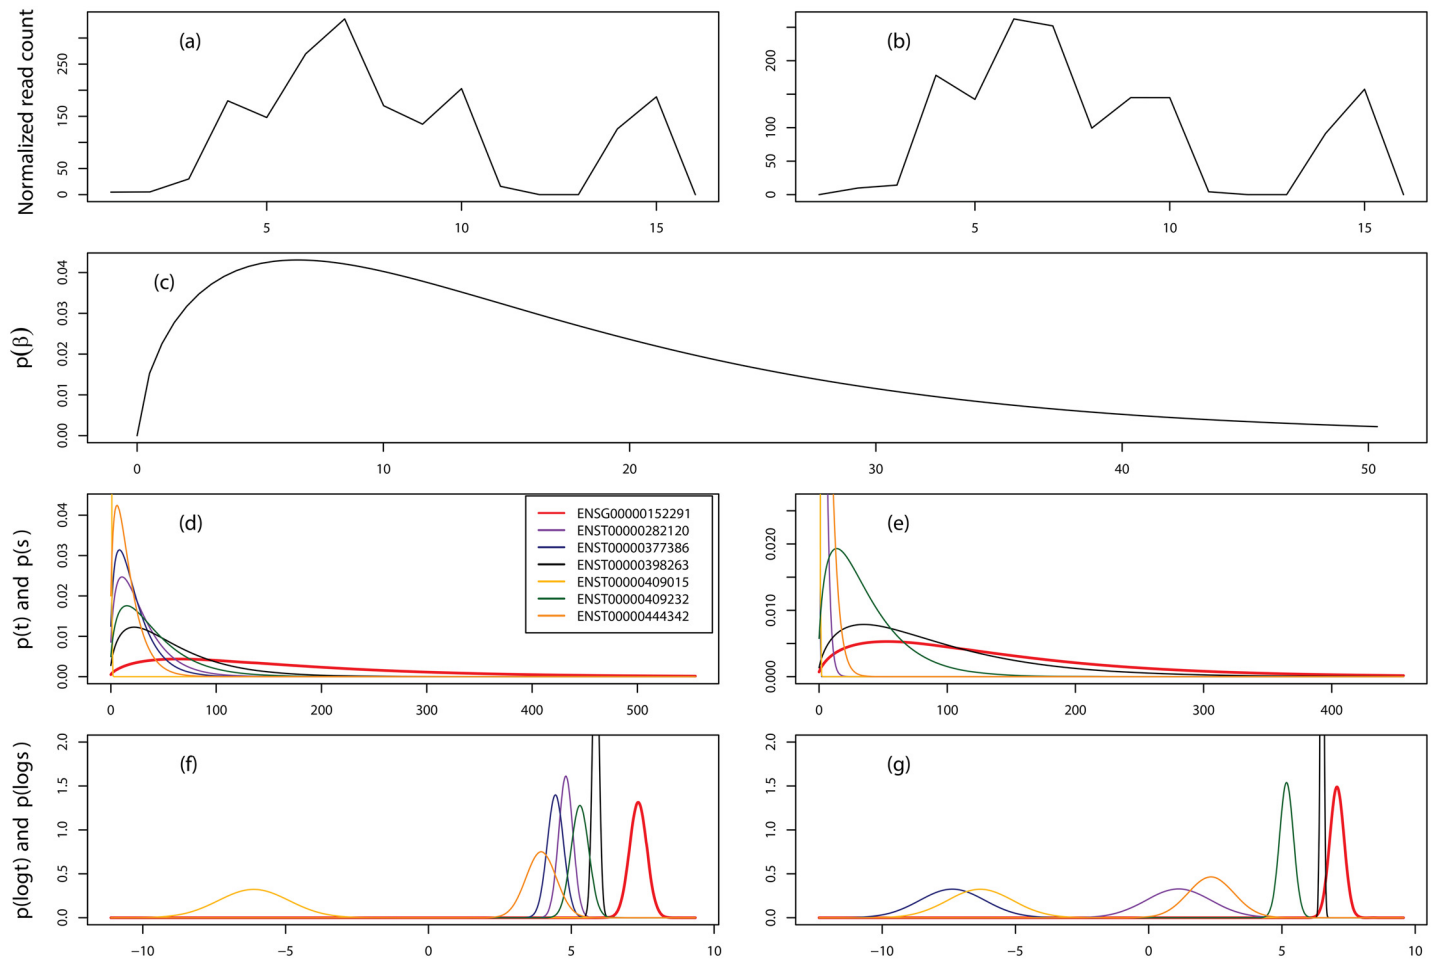 Normalized read count
(a)
0 50 150 250
5 10 15
(b)
0 50 100 200
5 10 15
p(β)
(c)
0.00 0.01 0.02 0.03 0.04
0 10 20 30 40 50
p(t) and p(s)
(d)
0.00 0.01 0.02 0.03 0.04
ENSG00000152291
ENST00000282120
ENST00000377386
ENST00000398263
ENST00000409015
ENST00000409232
ENST00000444342
0 100 200 300 400 500
(e)
0.000 0.010 0.020
0 100 200 300 400
p(logt) and p(logs)
(f)
0.0 0.5 1.0 1.5 2.0
−10 −5 0 5 10
(g)
0.0 0.5 1.0 1.5 2.0
−10 −5 0 5 10